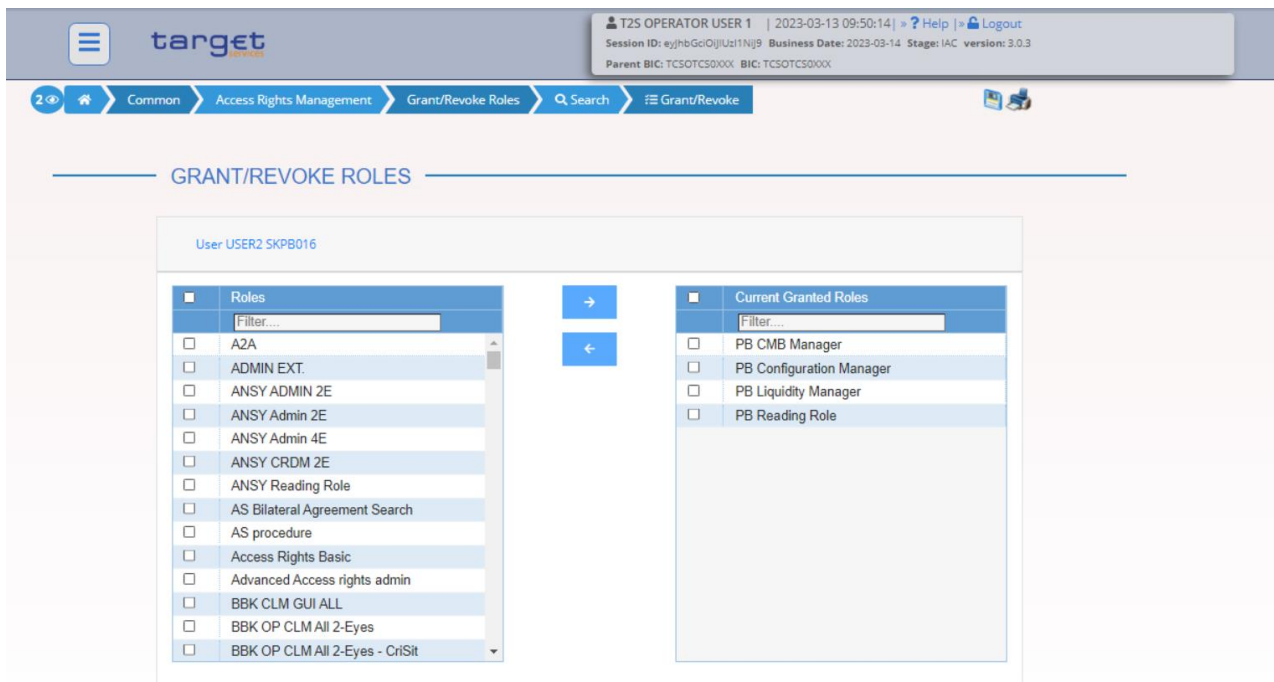 T2S OPERATOR USER 1 | 2023-03-13 09:50:14| » ? Help |» Logout
target
services
Session ID: eyJhbGciOiJIUzI1NiJ9 Business Date: 2023-03-14 Stage: IAC version: 3.0.3
Parent BIC: TCSOTCS0XXX BIC: TCSOTCS0XXX
2 Common Access Rights Management Grant/Revoke Roles Search Grant/Revoke
GRANT/REVOKE ROLES
User USER2 SKPB016
Roles
Filter....
A2A
ADMIN EXT.
ANSY ADMIN 2E
ANSY Admin 2E
ANSY Admin 4E
ANSY CRDM 2E
ANSY Reading Role
AS Bilateral Agreement Search
AS procedure
Access Rights Basic
Advanced Access rights admin
BBK CLM GUI ALL
BBK OP CLM All 2-Eyes
BBK OP CLM All 2-Eyes - CriSit
Current Granted Roles
Filter....
PB CMB Manager
PB Configuration Manager
PB Liquidity Manager
PB Reading Role